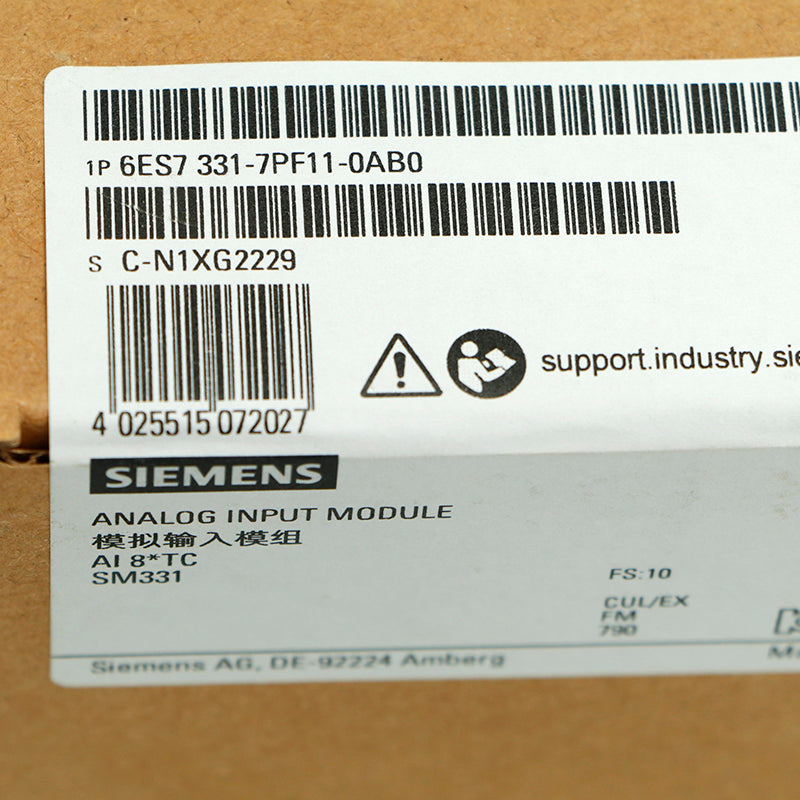 1P 6ES7 331-7PF11-0AB0
S C-N1XG2229
4 025515 072027
support.industry.sie
SIEMENS
ANALOG INPUT MODULE
模拟输入模组
AI 8*TC
SM331
FS:10
CUL/EX
FM
790
Siemens AG, DE-92224 Amberg